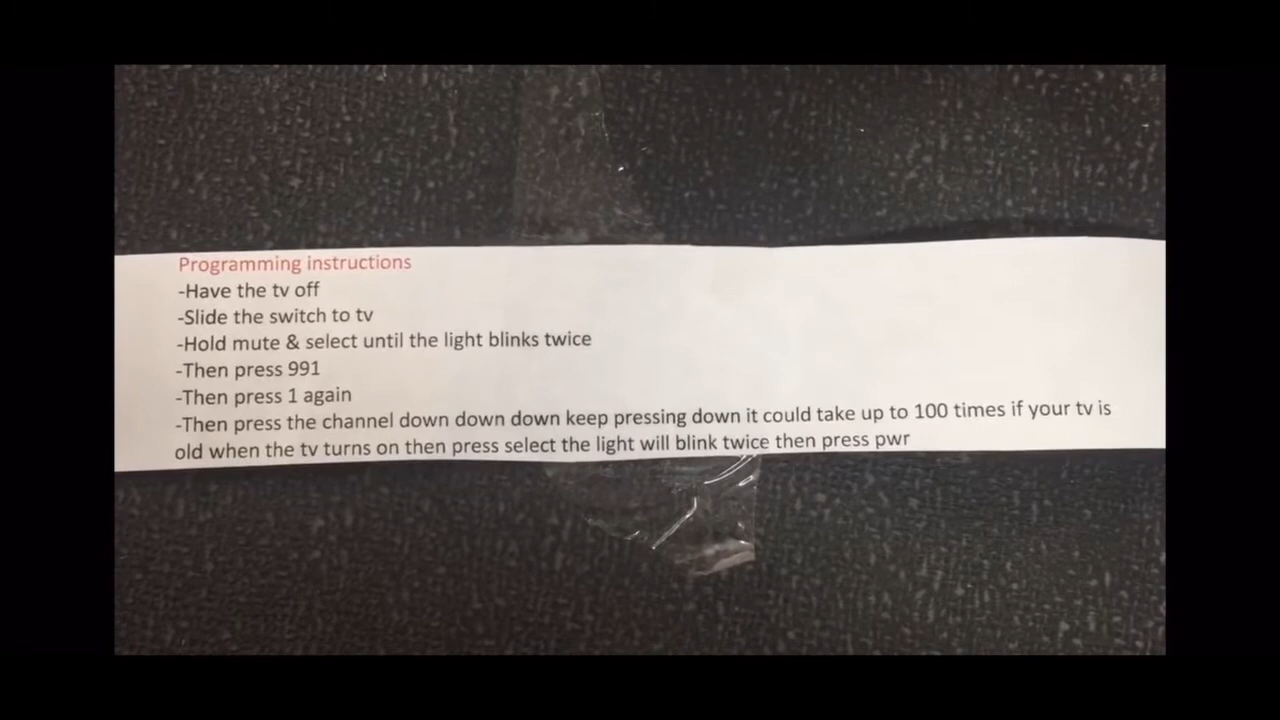 Programming instructions
-Have the tv off
-Slide the switch to tv
-Hold mute & select until the light blinks twice
-Then press 991
-Then press 1 again
-Then press the channel down down down keep pressing down it could take up to 100 times if your tv is
old when the tv turns on then press select the light will blink twice then press pwr